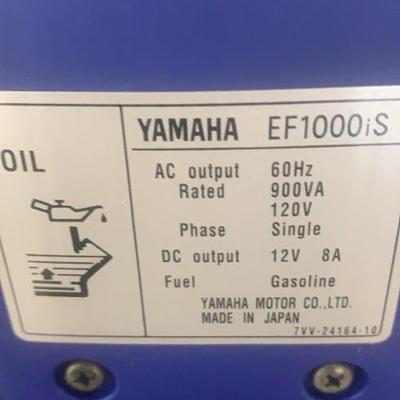 OIL
YAMAHA EF1000iS
AC output 60Hz
Rated 900VA
120V
Phase Single
DC output 12V 8A
Fuel Gasoline
YAMAHA MOTOR CO.,LTD.
MADE IN JAPAN
7VV-24164-10